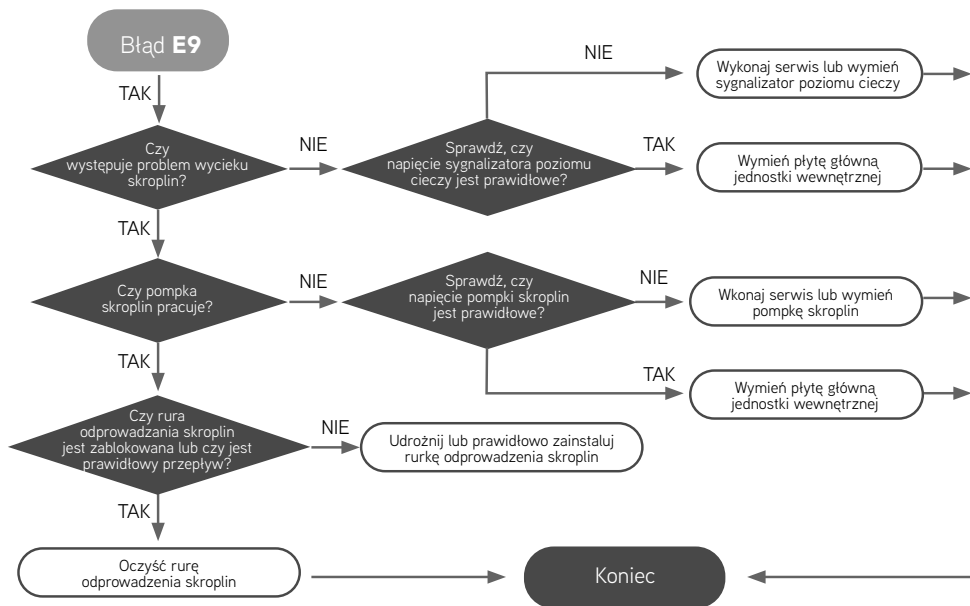 Błąd E9
TAK
Czy
występuje problem wycieku
skroplin?
NIE
Sprawdź, czy
napięcie sygnalizatora poziomu
cieczy jest prawidłowe?
NIE
Wykonaj serwis lub wymień
sygnalizator poziomu cieczy
TAK
Wymień płytę główną
jednostki wewnętrznej
TAK
Czy pompka
skroplin pracuje?
NIE
Sprawdź, czy
napięcie pompki skroplin
jest prawidłowe?
NIE
Wkonaj serwis lub wymień
pompkę skroplin
TAK
Wymień płytę główną
jednostki wewnętrznej
TAK
Czy rura
odprowadzania skroplin
jest zablokowana lub czy jest
prawidłowy przepływ?
NIE
Udrożnij lub prawidłowo zainstaluj
rurkę odprowadzenia skroplin
TAK
Oczyść rurę
odprowadzenia skroplin
Koniec